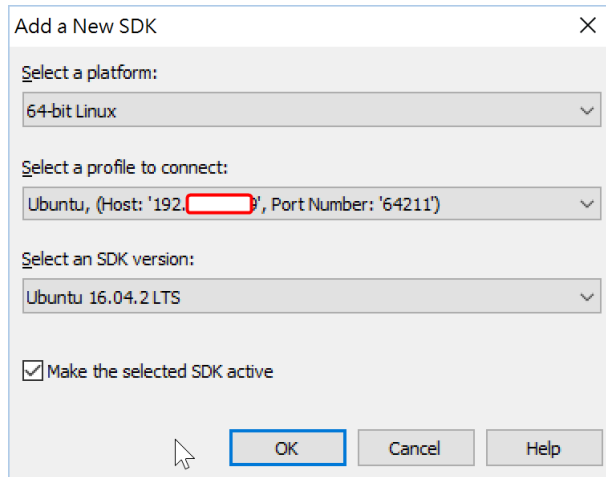 Add a New SDK
Select a platform:
64-bit Linux
Select a profile to connect:
Ubuntu, (Host: '192. 9', Port Number: '64211')
Select an SDK version:
Ubuntu 16.04.2 LTS
Make the selected SDK active
OK Cancel Help